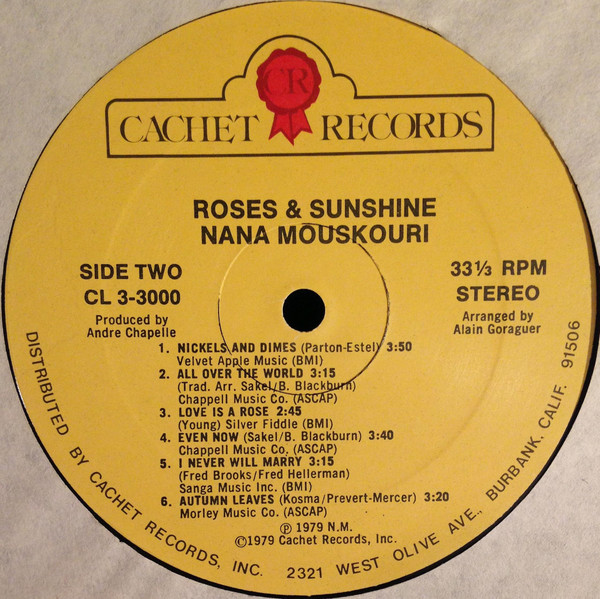 CR
CACHET RECORDS
ROSES & SUNSHINE
NANA MOUSKOURI
SIDE TWO
CL 3-3000
Produced by
Andre Chapelle
33⅓ RPM
STEREO
Arranged by
Alain Goraguer
1. NICKELS AND DIMES (Parton-Estel) 3:50
Velvet Apple Music (BMI)
2. ALL OVER THE WORLD 3:15
(Trad. Arr. Sakel/B. Blackburn)
Chappell Music Co. (ASCAP)
3. LOVE IS A ROSE 2:45
(Young) Silver Fiddle (BMI)
4. EVEN NOW (Sakel/B. Blackburn) 3:40
Chappell Music Co. (ASCAP)
5. I NEVER WILL MARRY 3:15
(Fred Brooks/Fred Hellerman)
Sanga Music Inc. (BMI)
6. AUTUMN LEAVES (Kosma/Prevert-Mercer) 3:20
Morley Music Co. (ASCAP)
℗ 1979 N.M.
©1979 Cachet Records, Inc.
DISTRIBUTED BY CACHET RECORDS, INC. 2321 WEST OLIVE AVE., BURBANK, CALIF. 91506